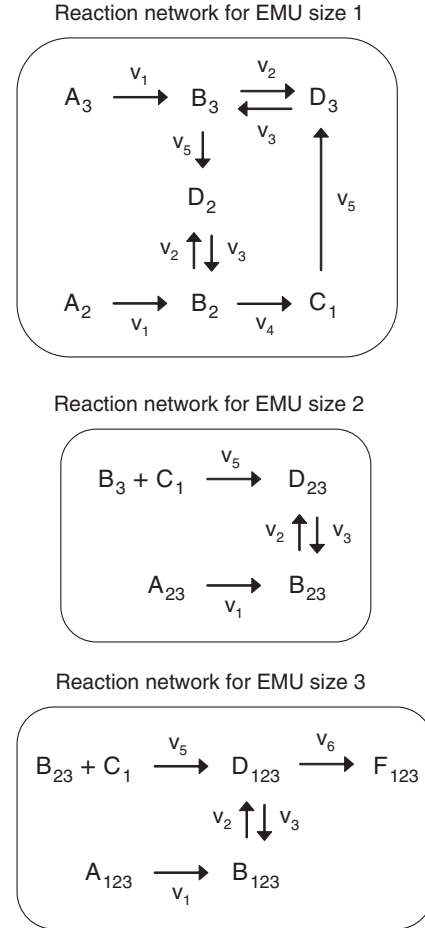 Reaction network for EMU size 1
v₁ v₂
A₃ B₃ D₃
v₃
v₅
D₂ v₅
v₂ v₃
A₂ B₂ C₁
v₁ v₄
Reaction network for EMU size 2
v₅
B₃ + C₁ D₂₃
v₂ v₃
A₂₃ B₂₃
v₁
Reaction network for EMU size 3
v₅ v₆
B₂₃ + C₁ D₁₂₃ F₁₂₃
v₂ v₃
A₁₂₃ B₁₂₃
v₁